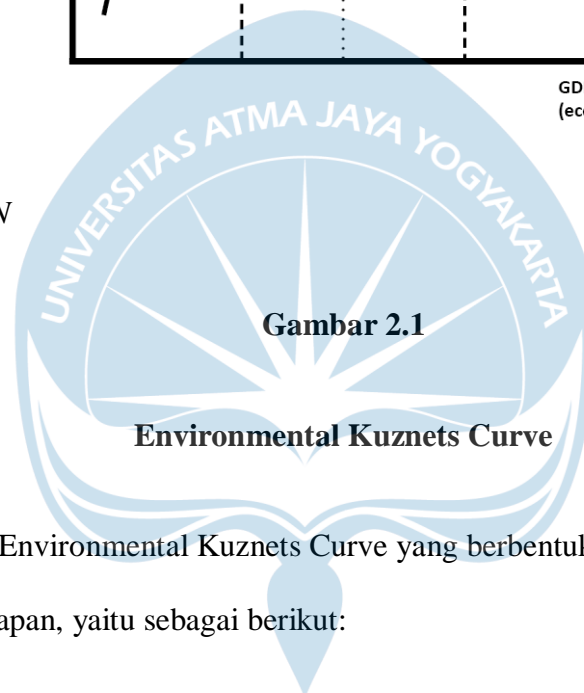 GD
(ec
UNIVERSITAS ATMA JAYA YOGYAKARTA
Gambar 2.1
Environmental Kuznets Curve
Environmental Kuznets Curve yang berbentuk
apan, yaitu sebagai berikut: